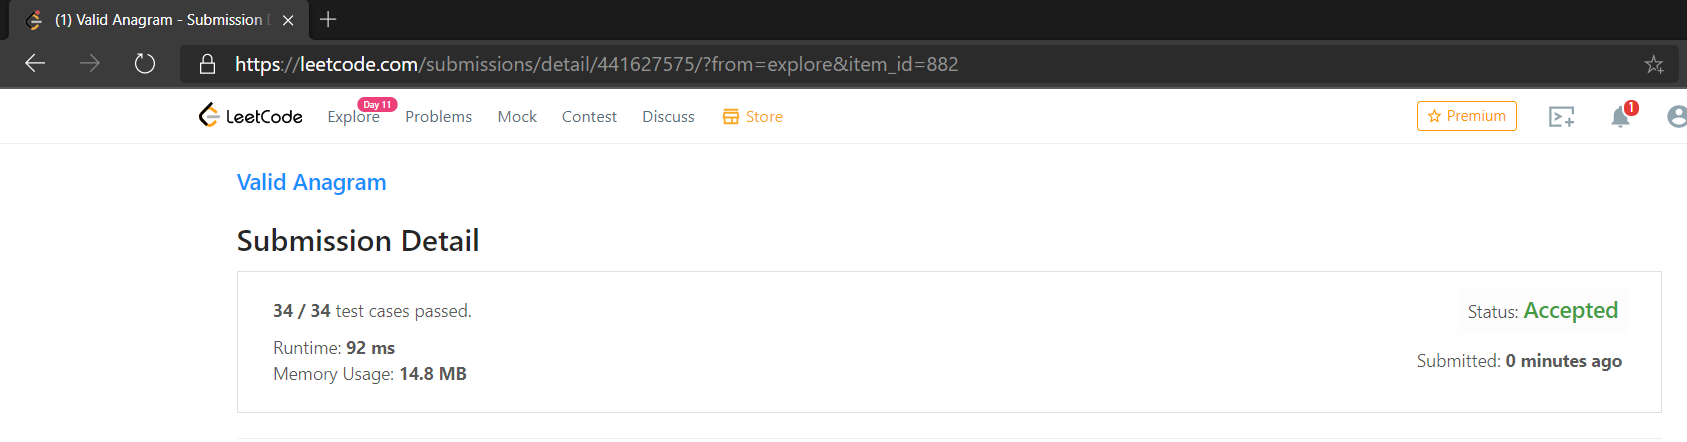 (1) Valid Anagram - Submission D
https://leetcode.com/submissions/detail/441627575/?from=explore&item_id=882
LeetCode Explore Day 11 Problems Mock Contest Discuss Store Premium 1
Valid Anagram
Submission Detail
34 / 34 test cases passed. Status: Accepted
Runtime: 92 ms
Memory Usage: 14.8 MB Submitted: 0 minutes ago